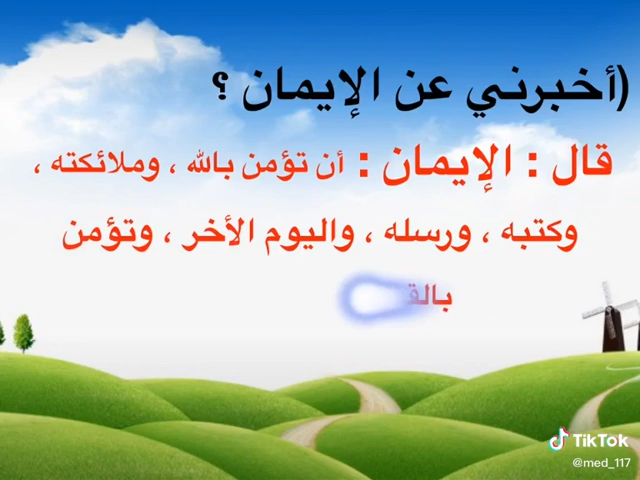 (أخبرني عن الإيمان ؟
قال : الإيمان : أن تؤمن بالله ، وملائكته ،
وكتبه ، ورسله ، واليوم الأخر ، وتؤمن
TikTok
@med_117